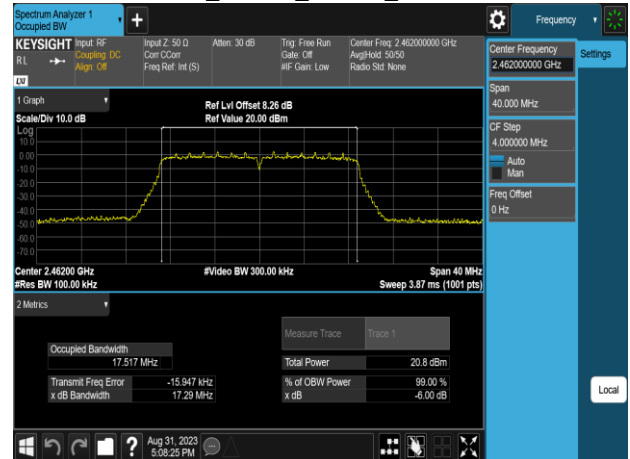 Spectrum Analyzer 1
Occupied BW
Frequency
KEYSIGHT
RL
LXI
Input: RF
Coupling: DC
Align: Off
Input Z: 50 Ω
Corr CCorr
Freq Ref: Int (S)
Atten: 30 dB
Trig: Free Run
Gate: Off
#IF Gain: Low
Center Freq: 2.462000000 GHz
Avg|Hold: 50/50
Radio Std: None
Center Frequency
2.462000000 GHz
Settings
Span
40.000 MHz
CF Step
4.000000 MHz
Auto
Man
Freq Offset
0 Hz
1 Graph
Scale/Div 10.0 dB
Ref Lvl Offset 8.26 dB
Ref Value 20.00 dBm
Log
10.0
0.00
-10.0
-20.0
-30.0
-40.0
-50.0
-60.0
-70.0
Center 2.46200 GHz
#Video BW 300.00 kHz
Span 40 MHz
#Res BW 100.00 kHz
Sweep 3.87 ms (1001 pts)
2 Metrics
Measure Trace
Trace 1
Occupied Bandwidth
17.517 MHz
Total Power
20.8 dBm
Transmit Freq Error
-15.947 kHz
% of OBW Power
99.00 %
x dB Bandwidth
17.29 MHz
x dB
-6.00 dB
Local
?
Aug 31, 2023
5:08:25 PM